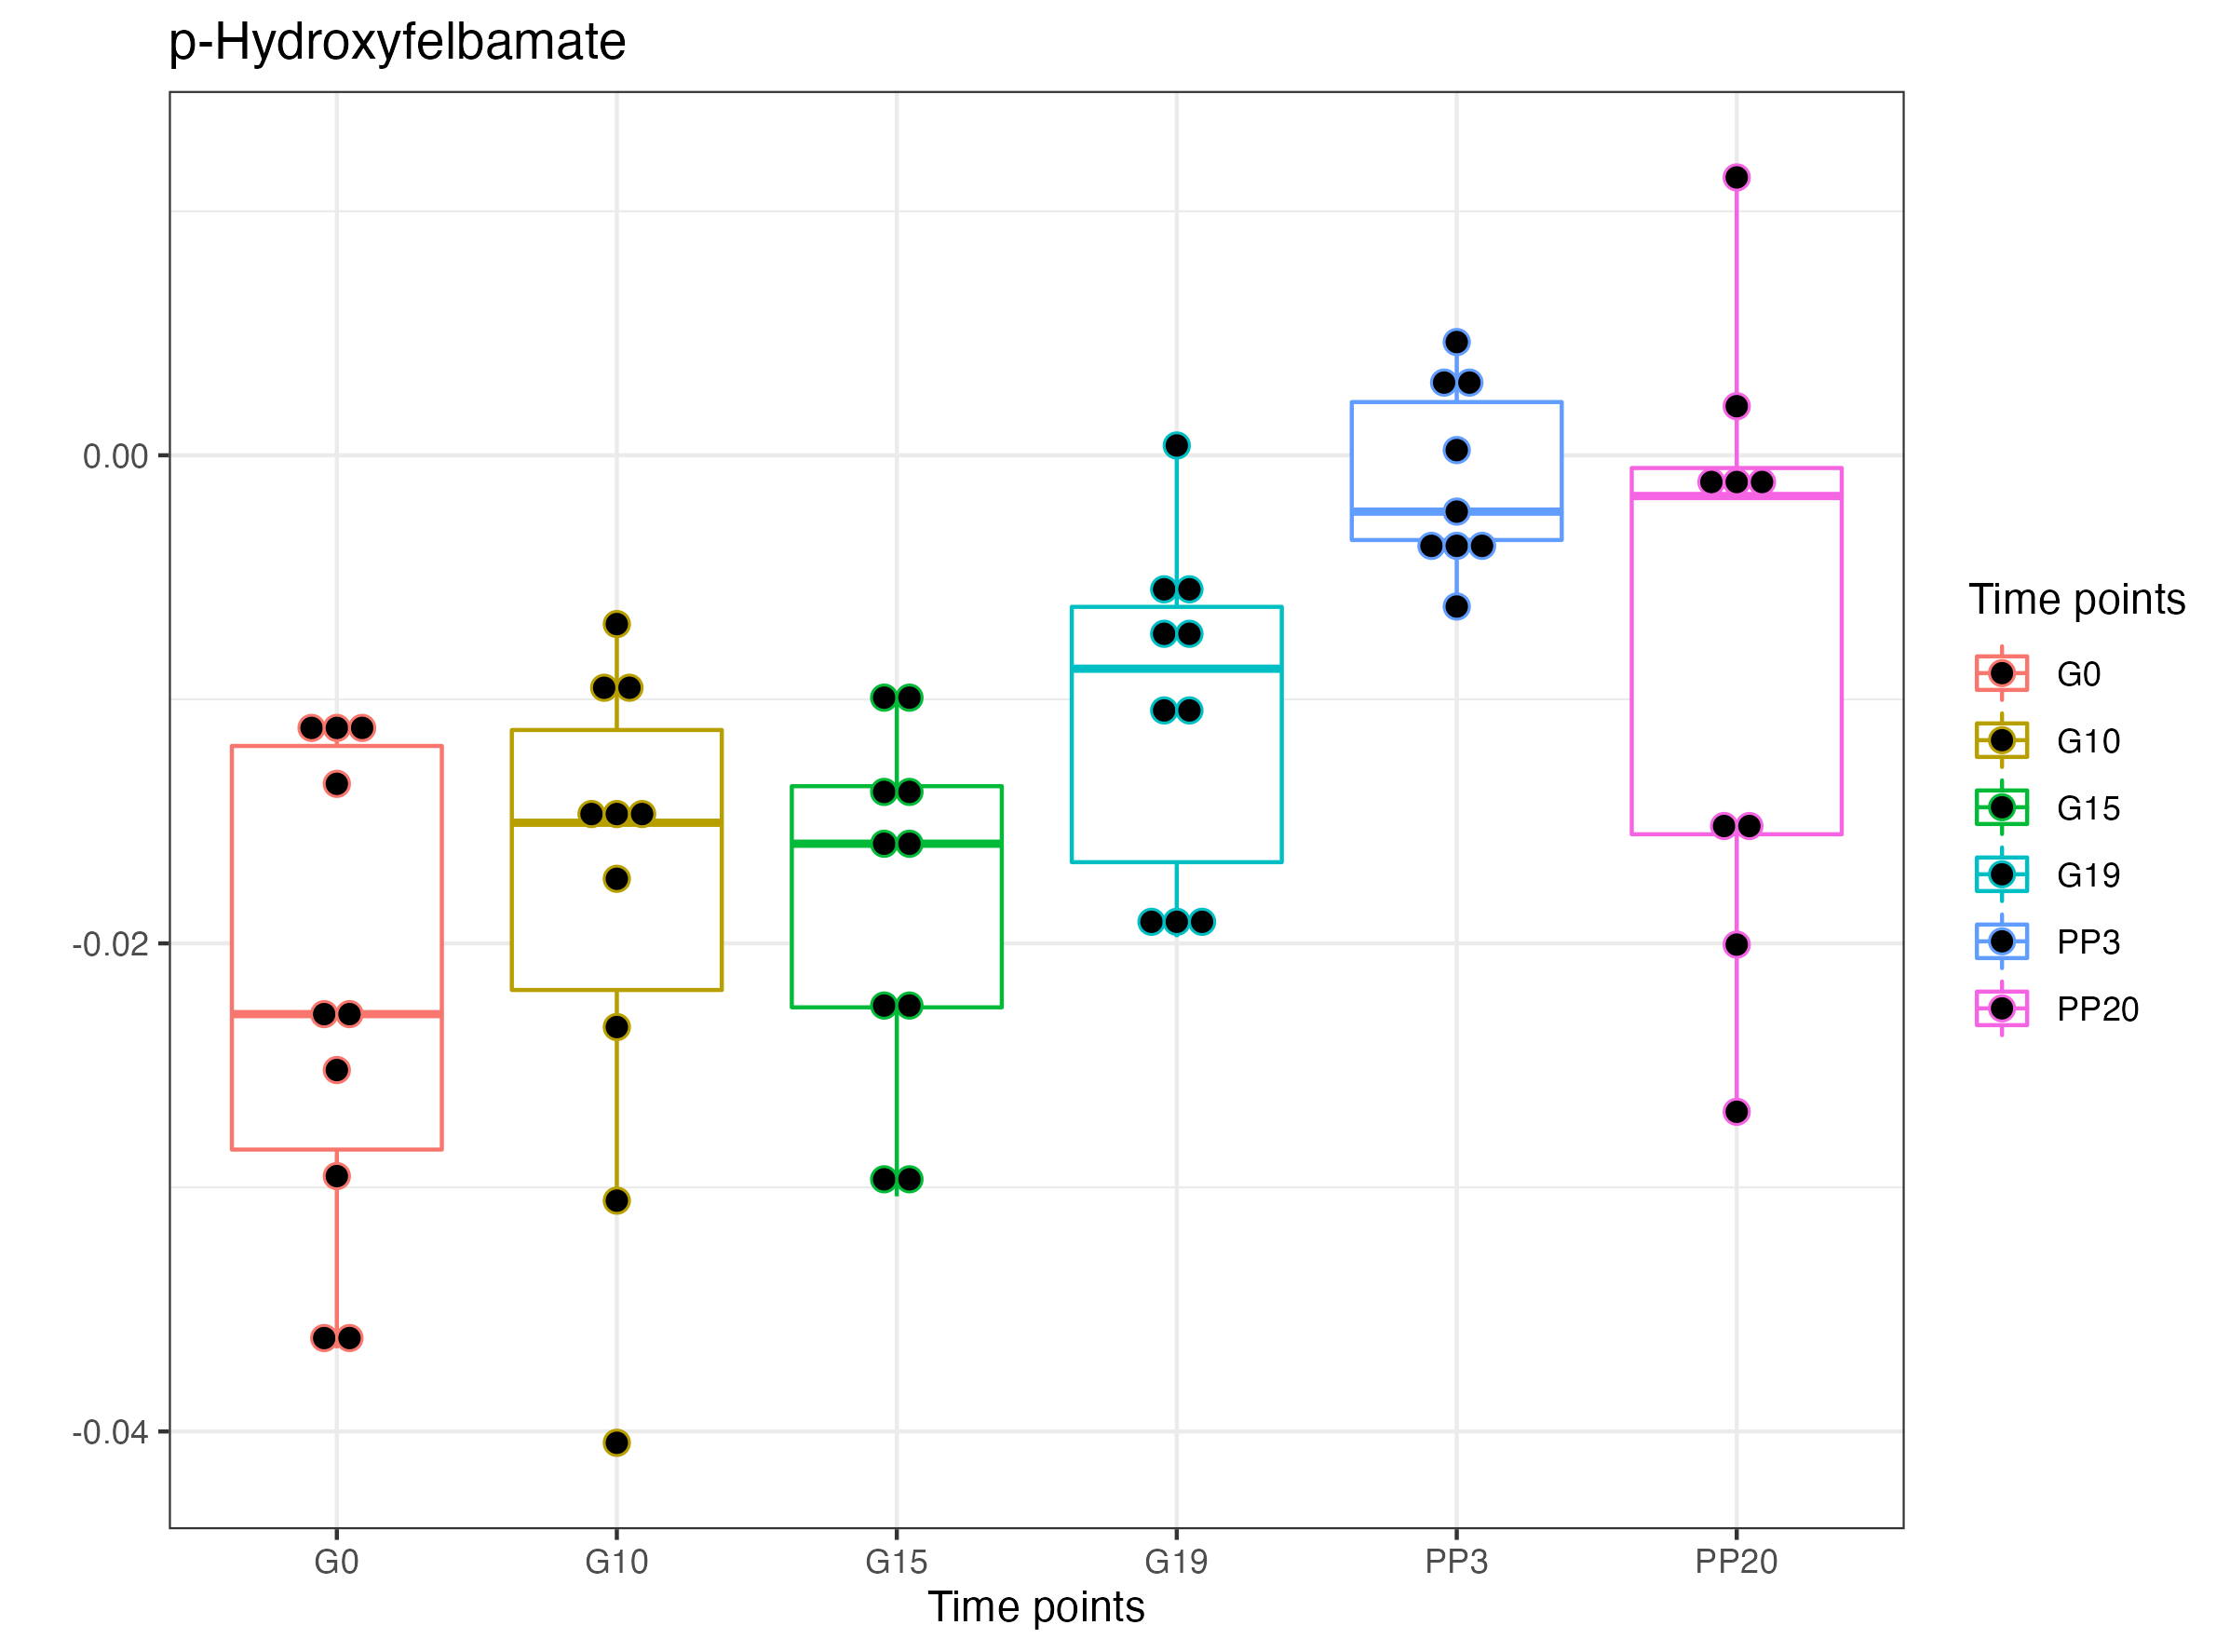 p-Hydroxyfelbamate
0.00
-0.02
-0.04
G0 G10 G15 G19 PP3 PP20
Time points
Time points
G0
G10
G15
G19
PP3
PP20